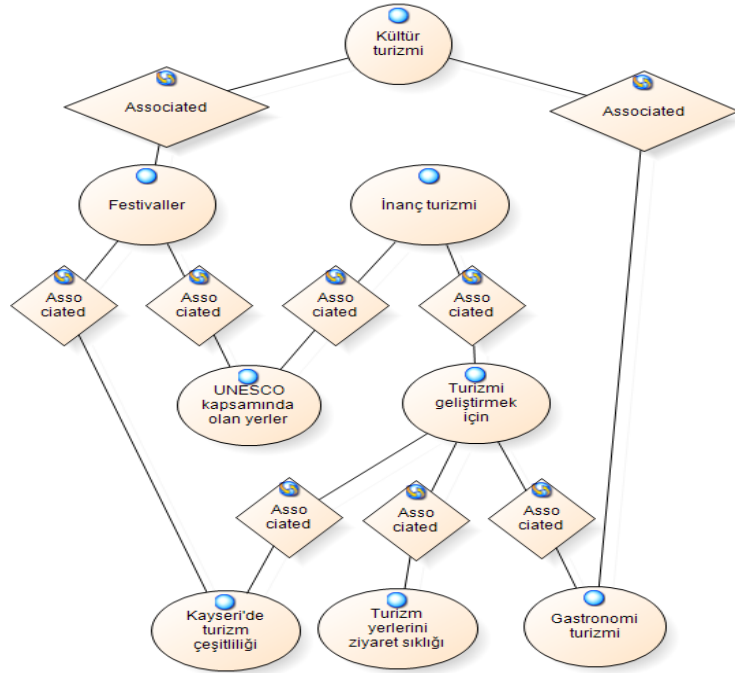 Kültür
turizmi
Associated
Associated
Festivaller
İnanç turizmi
Asso
ciated
Asso
ciated
Asso
ciated
Asso
ciated
UNESCO
kapsamında
olan yerler
Turizmi
geliştirmek
için
Asso
ciated
Asso
ciated
Asso
ciated
Kayseri'de
turizm
çeşitliliği
Turizm
yerlerini
ziyaret sıklığı
Gastronomi
turizmi